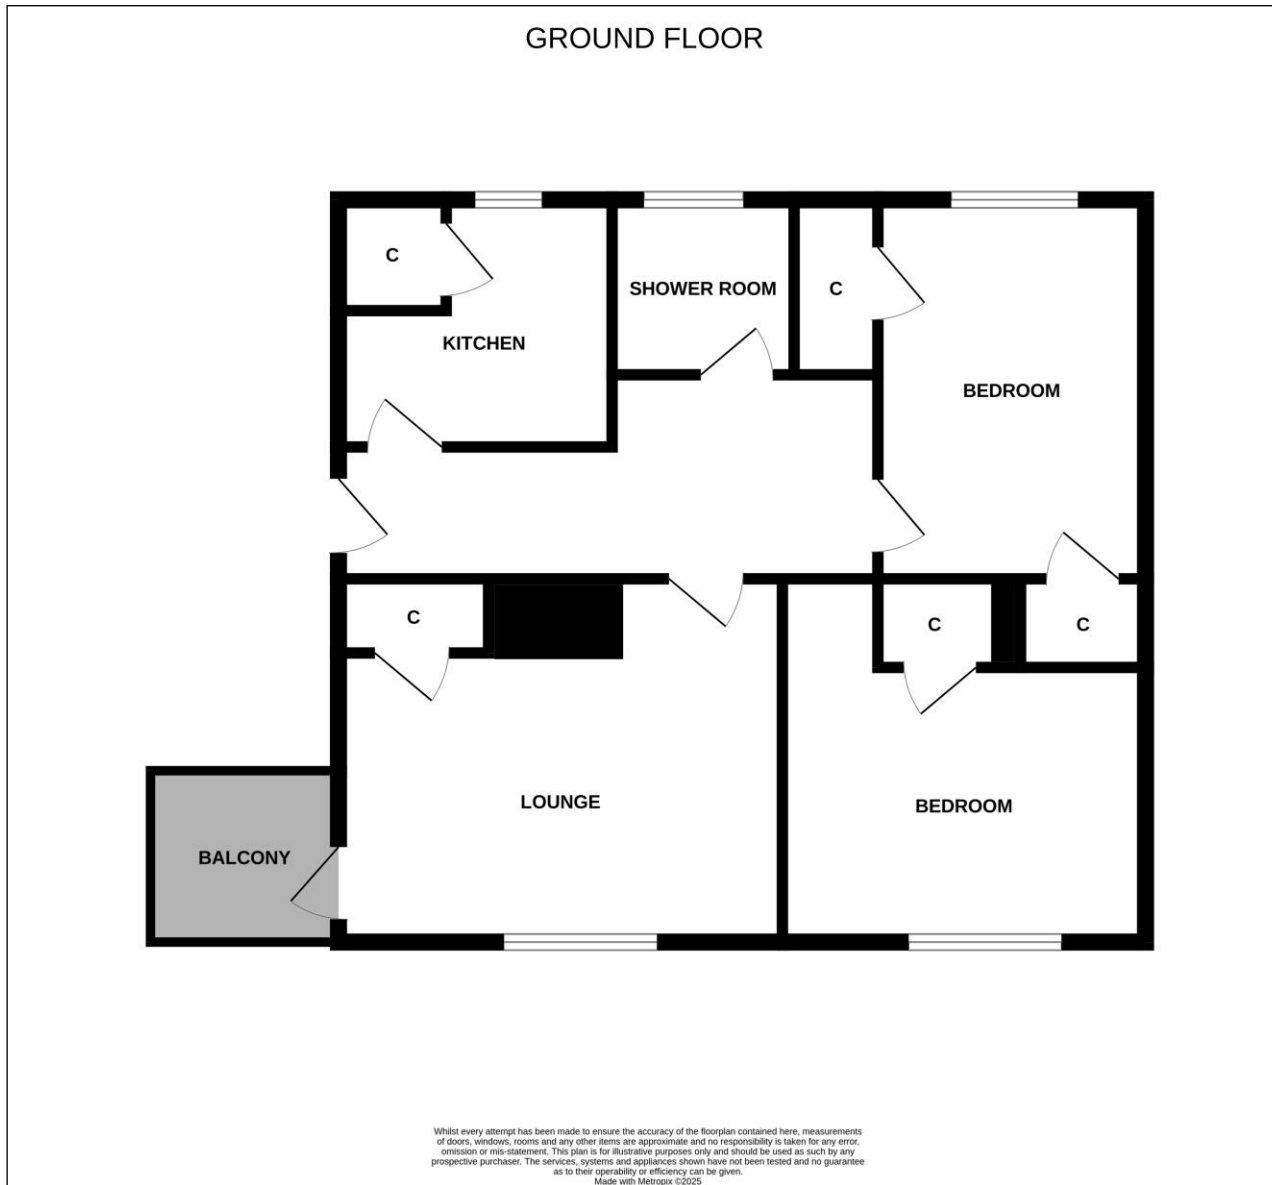 GROUND FLOOR
C
SHOWER ROOM
C
KITCHEN
BEDROOM
C
C
C
LOUNGE
BEDROOM
BALCONY
Whilst every attempt has been made to ensure the accuracy of the floorplan contained here, measurements
of doors, windows, rooms and any other items are approximate and no responsibility is taken for any error,
omission or mis-statement. This plan is for illustrative purposes only and should be used as such by any
prospective purchaser. The services, systems and appliances shown have not been tested and no guarantee
as to their operability or efficiency can be given.
Made with Metropix ©2025